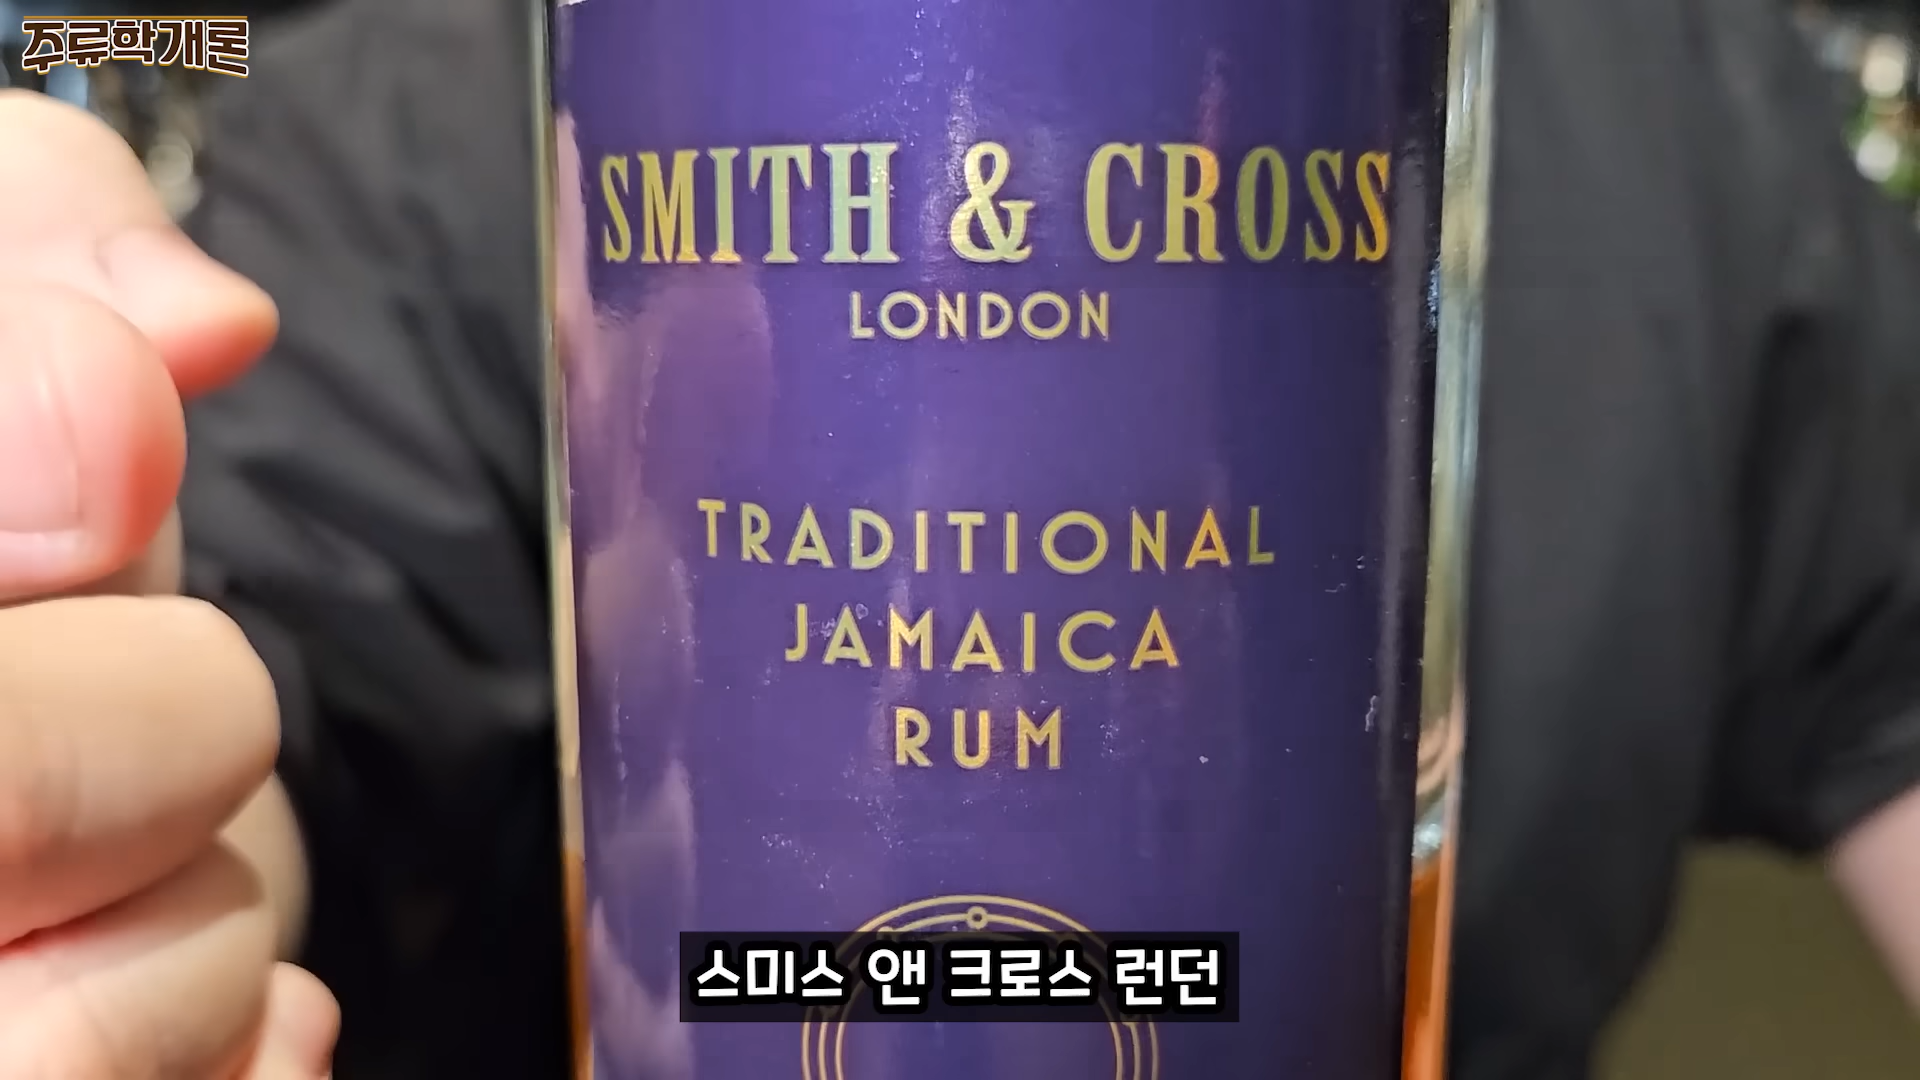 주류학개론
SMITH & CROSS
LONDON
TRADITIONAL
JAMAICA
RUM
스미스 앤 크로스 런던